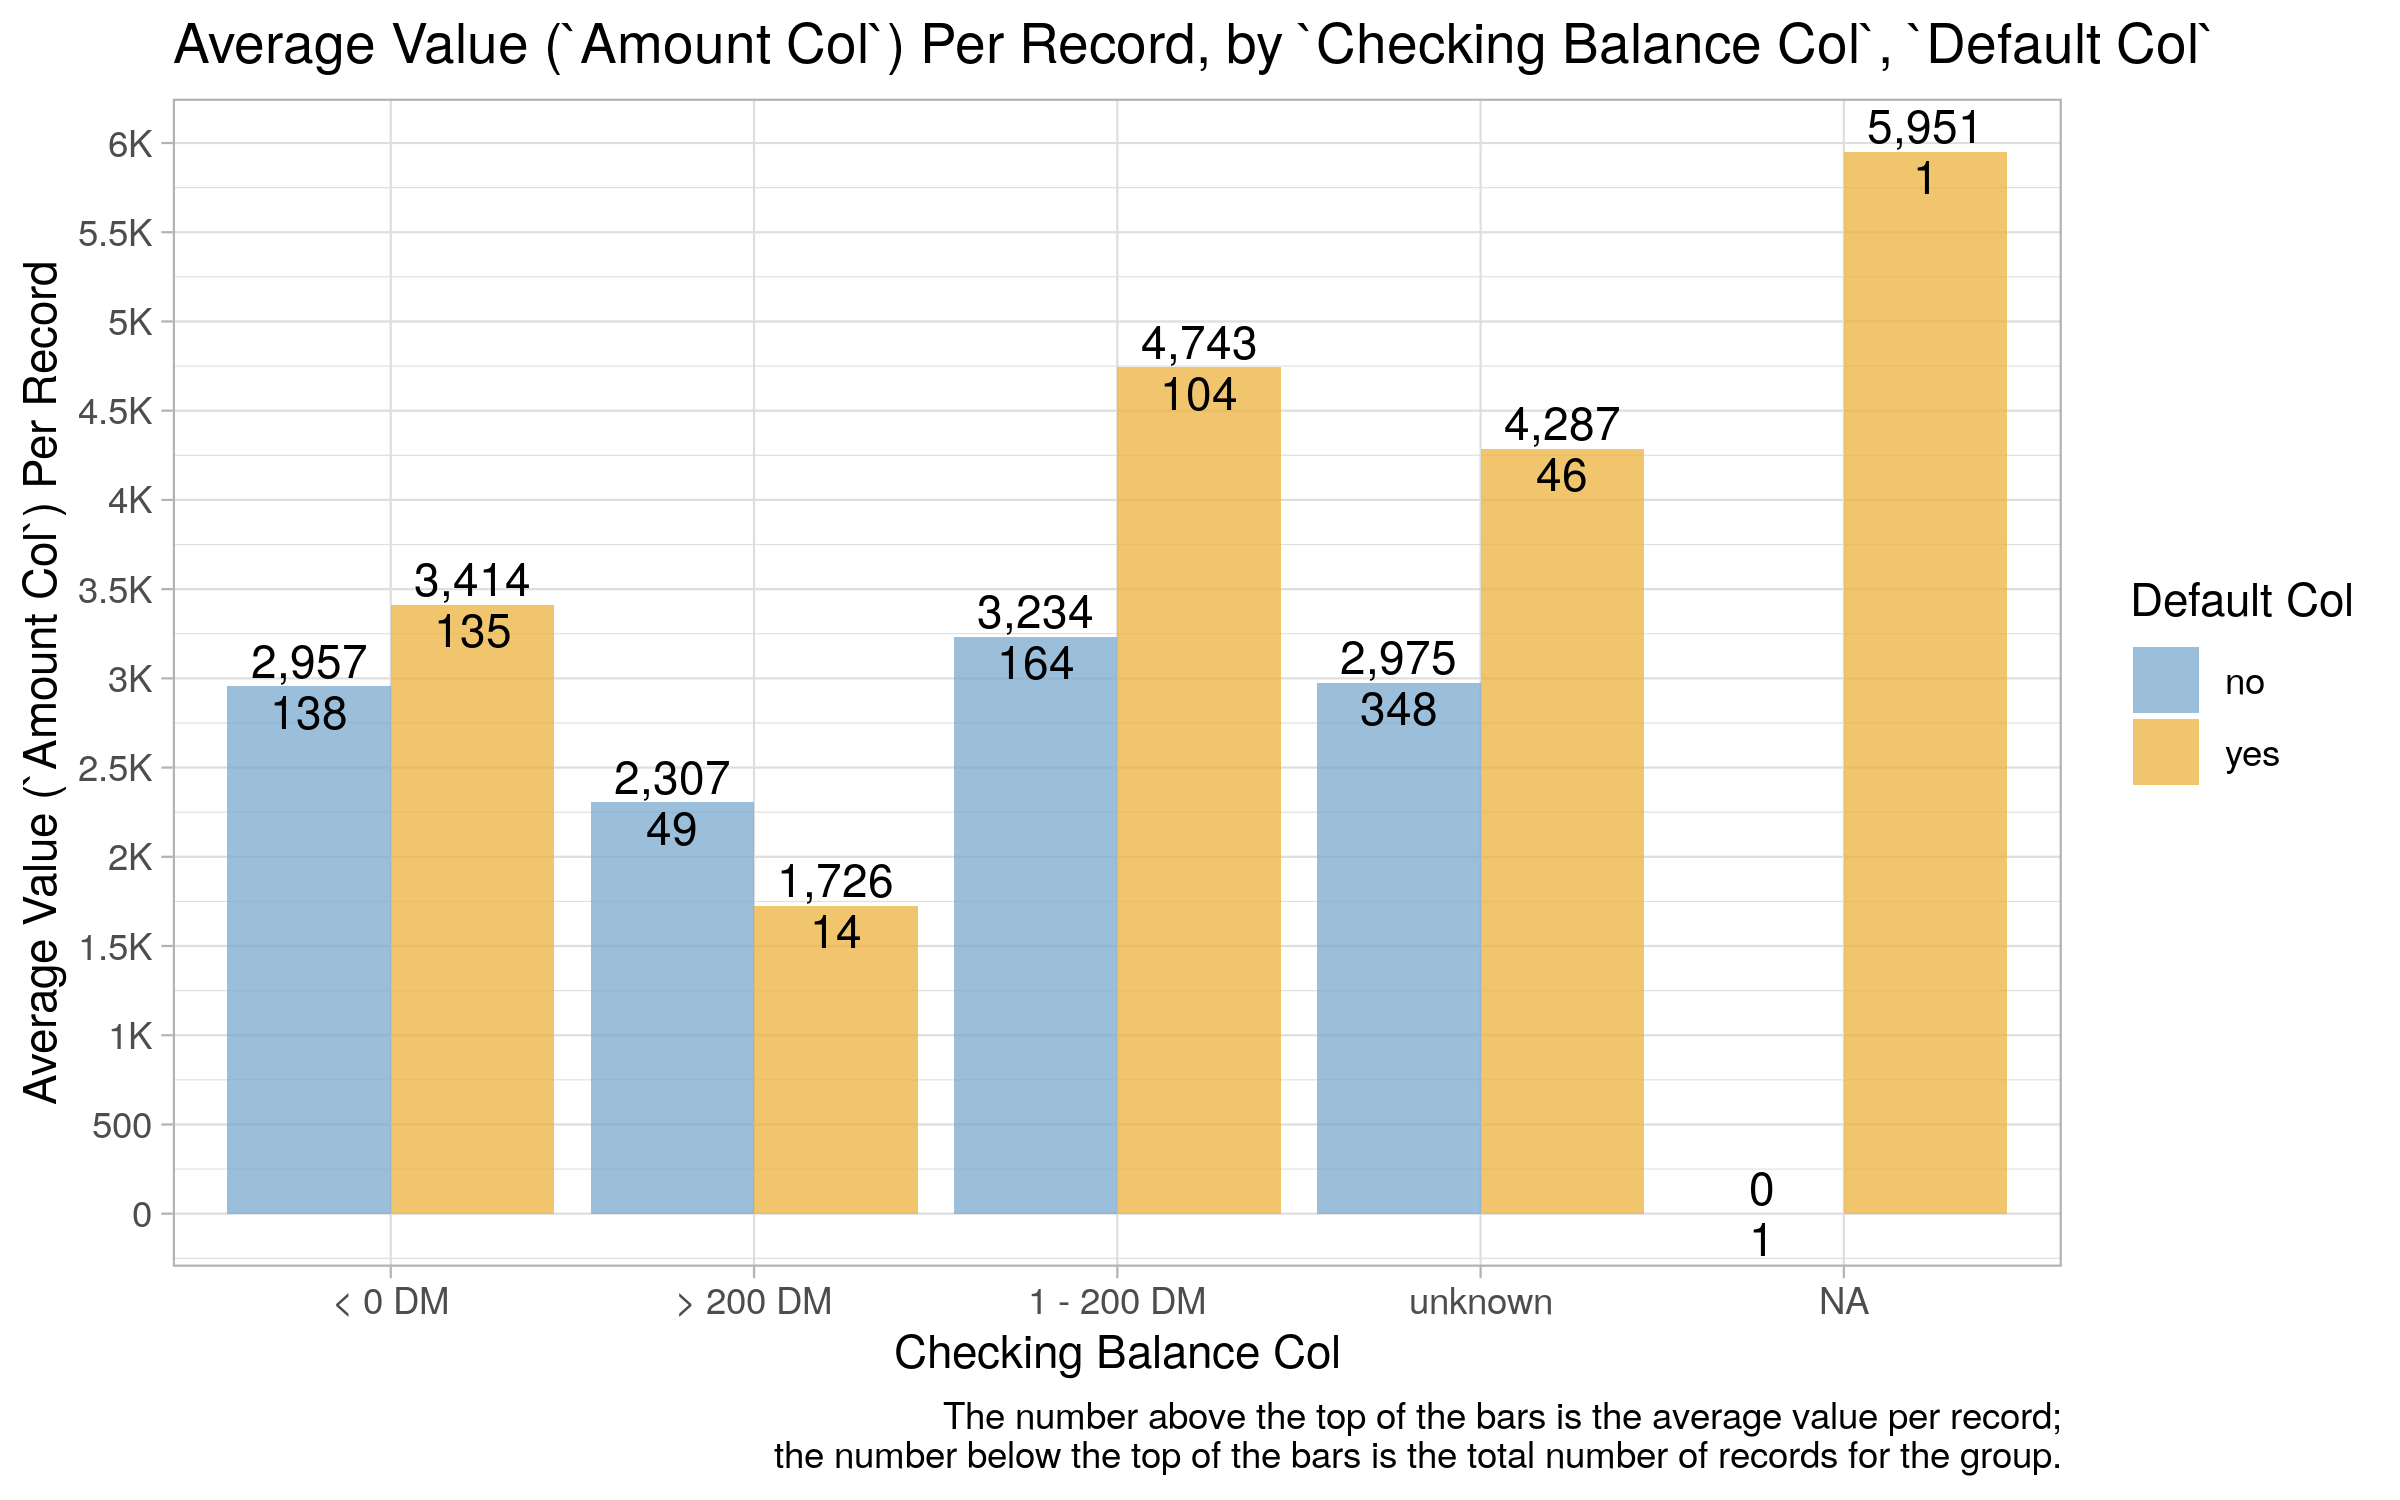 Average Value (`Amount Col`) Per Record, by `Checking Balance Col`, `Default Col`
Average Value (`Amount Col`) Per Record
6K
5.5K
5K
4.5K
4K
3.5K
3K
2.5K
2K
1.5K
1K
500
0
2,957
138
3,414
135
2,307
49
1,726
14
3,234
164
4,743
104
2,975
348
4,287
46
0
1
5,951
1
< 0 DM
> 200 DM
1 - 200 DM
unknown
NA
Checking Balance Col
Default Col
no
yes
The number above the top of the bars is the average value per record;
the number below the top of the bars is the total number of records for the group.